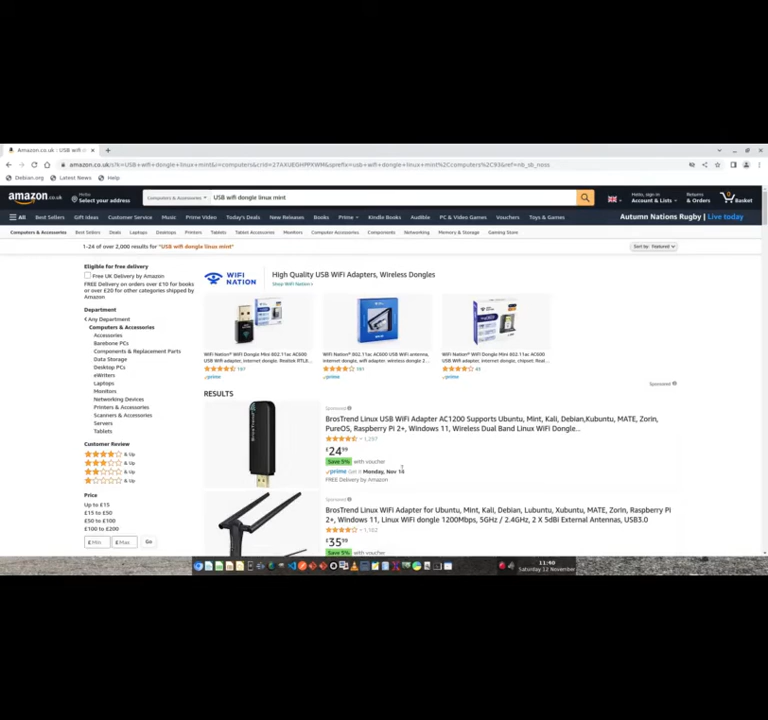 Amazon.co.uk : USB wifi
amazon.co.uk/s?k=USB+wifi+dongle+linux+mint&i=computers&crid=27AXUEGHPPXWM&sprefix=usb+wifi+dongle+linux+mint%2Ccomputers%2C93&ref=nb_sb_noss
Debian.org Latest News Help
amazon.co.uk Hello Select your address Computers & Accessories USB wifi dongle linux mint Hello, sign in Account & Lists Returns & Orders 0 Basket
All Best Sellers Gift Ideas Customer Service Music Prime Video Today's Deals New Releases Books Prime Kindle Books Audible PC & Video Games Vouchers Toys & Games Autumn Nations Rugby | Live today
Computers & Accessories Best Sellers Deals Laptops Desktops Printers Tablets Tablet Accessories Monitors Computer Accessories Components Networking Memory & Storage Gaming Store
1-24 of over 2,000 results for "USB wifi dongle linux mint" Sort by: Featured
Eligible for free delivery
Free UK Delivery by Amazon
FREE Delivery on orders over £10 for books
or over £20 for other categories shipped by
Amazon
Department
Any Department
Computers & Accessories
Accessories
Barebone PCs
Components & Replacement Parts
Data Storage
Desktop PCs
eWriters
Laptops
Monitors
Networking Devices
Printers & Accessories
Scanners & Accessories
Servers
Tablets
Customer Review
& Up
& Up
& Up
& Up
Price
Up to £15
£15 to £50
£50 to £100
£100 to £200
£ Min £ Max Go
WIFI
NATION
High Quality USB WiFi Adapters, Wireless Dongles
Shop WiFi Nation
WiFi Nation® WiFi Dongle Mini 802.11ac AC600
USB Wifi adapter, internet dongle, Realtek RTL8...
197
prime
WiFi Nation® 802.11ac AC600 USB WiFi antenna,
internet dongle, wifi adapter wireless dongle 2...
781
prime
WiFi Nation® WiFi Dongle Mini 802.11ac AC600
USB WiFi adapter, internet dongle, chipset: Real...
43
prime
Sponsored
RESULTS
BrosTrend
Sponsored
BrosTrend Linux USB WiFi Adapter AC1200 Supports Ubuntu, Mint, Kali, Debian,Kubuntu, MATE, Zorin,
PureOS, Raspberry Pi 2+, Windows 11, Wireless Dual Band Linux WiFi Dongle...
1,297
£24.99
Save 5% with voucher
prime Get it Monday, Nov 14
FREE Delivery by Amazon
Sponsored
BrosTrend Linux WiFi Adapter for Ubuntu, Mint, Kali, Debian, Lubuntu, Xubuntu, MATE, Zorin, Raspberry Pi
2+, Windows 11, Linux WiFi dongle 1200Mbps, 5GHz / 2.4GHz, 2 X 5dBi External Antennas, USB3.0
1,102
£35.99
Save 5% with voucher
11:40
Saturday 12 November